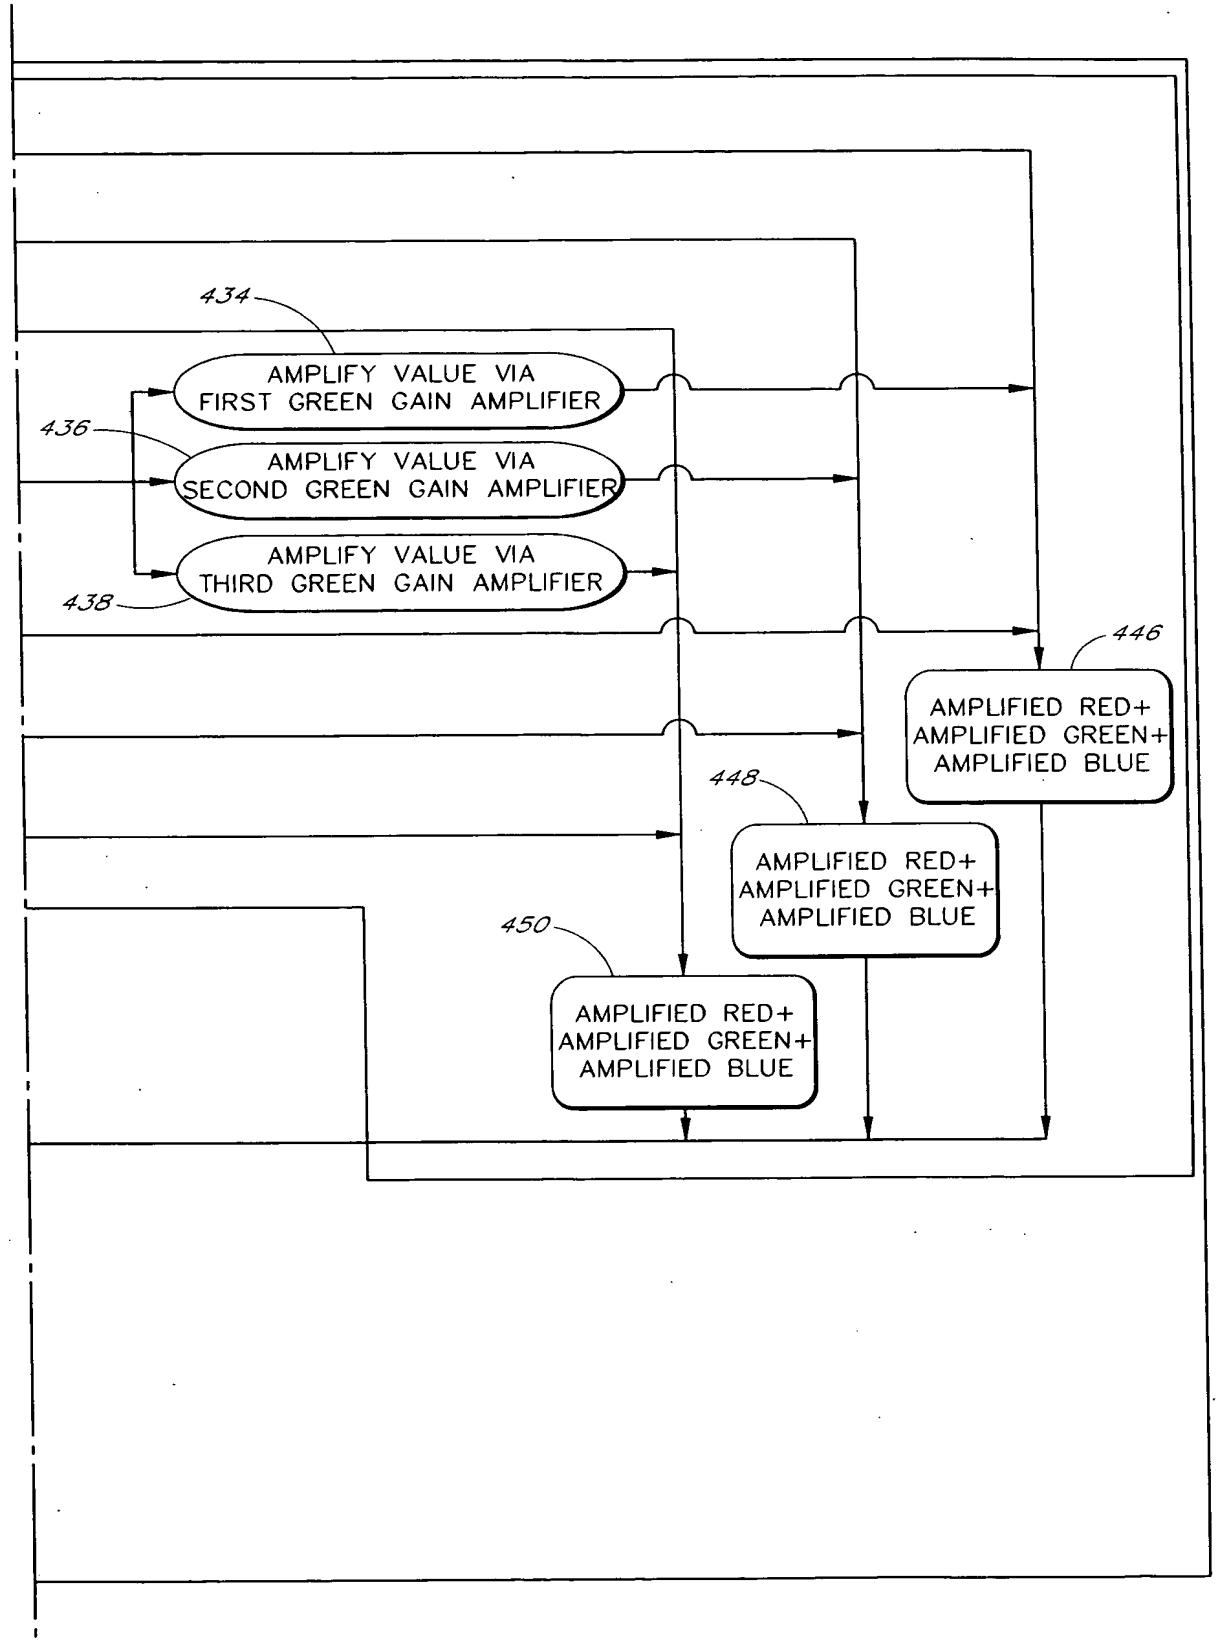 434
AMPLIFY VALUE VIA
FIRST GREEN GAIN AMPLIFIER
436
AMPLIFY VALUE VIA
SECOND GREEN GAIN AMPLIFIER
AMPLIFY VALUE VIA
THIRD GREEN GAIN AMPLIFIER
438
446
AMPLIFIED RED+
AMPLIFIED GREEN+
AMPLIFIED BLUE
448
AMPLIFIED RED+
AMPLIFIED GREEN+
AMPLIFIED BLUE
450
AMPLIFIED RED+
AMPLIFIED GREEN+
AMPLIFIED BLUE